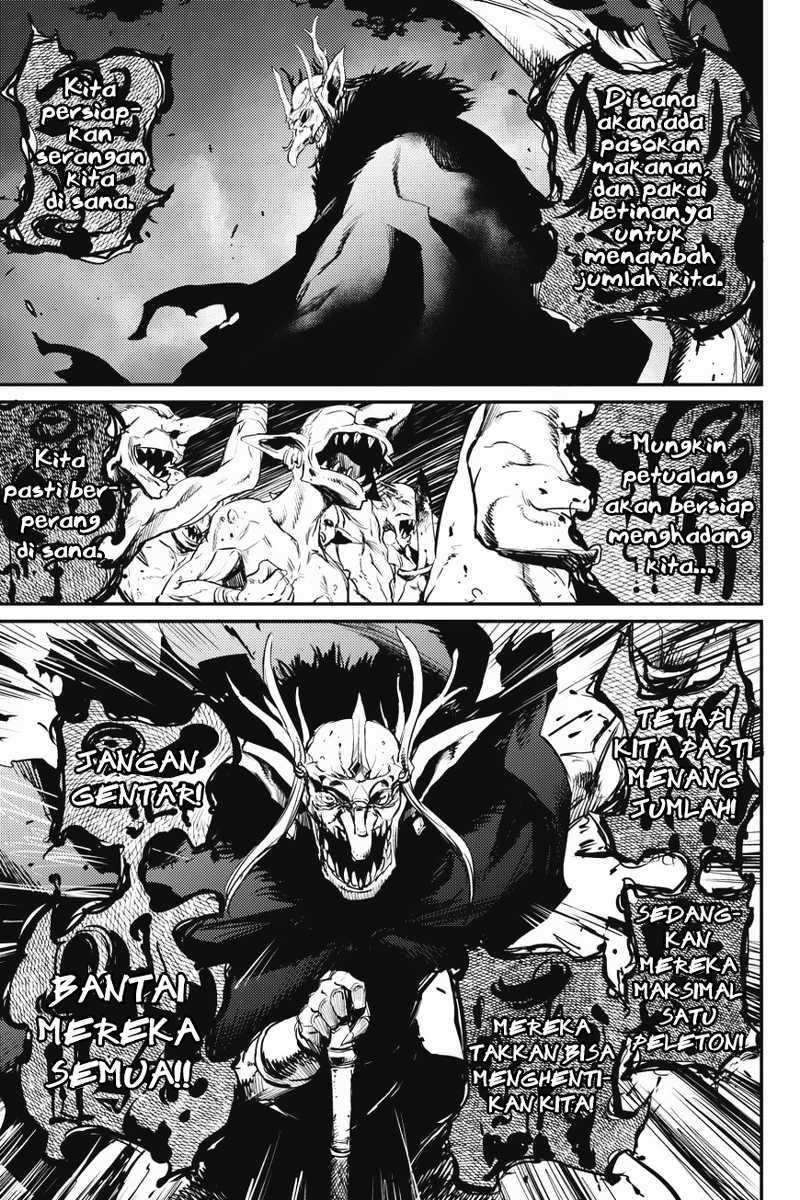 Di sana
akan ada
pasokan
makanan,
dan pakai
betinanya
untuk
menambah
jumlah kita.
Kita
persiap-
kan
serangan
kita
di sana.
Mungkin
petualang
akan bersiap
menghadang
kita...
Kita
pasti ber-
perang
di sana.
TETAPI
KITA PASTI
MENANG
JUMLAH!
SEDANG-
KAN
MEREKA
MAKSIMAL
SATU
PELETON!
MEREKA
TAKKAN BISA
MENGHENTI-
KAN KITA!
JANGAN
GENTAR!
BANTAI
MEREKA
SEMUA!!